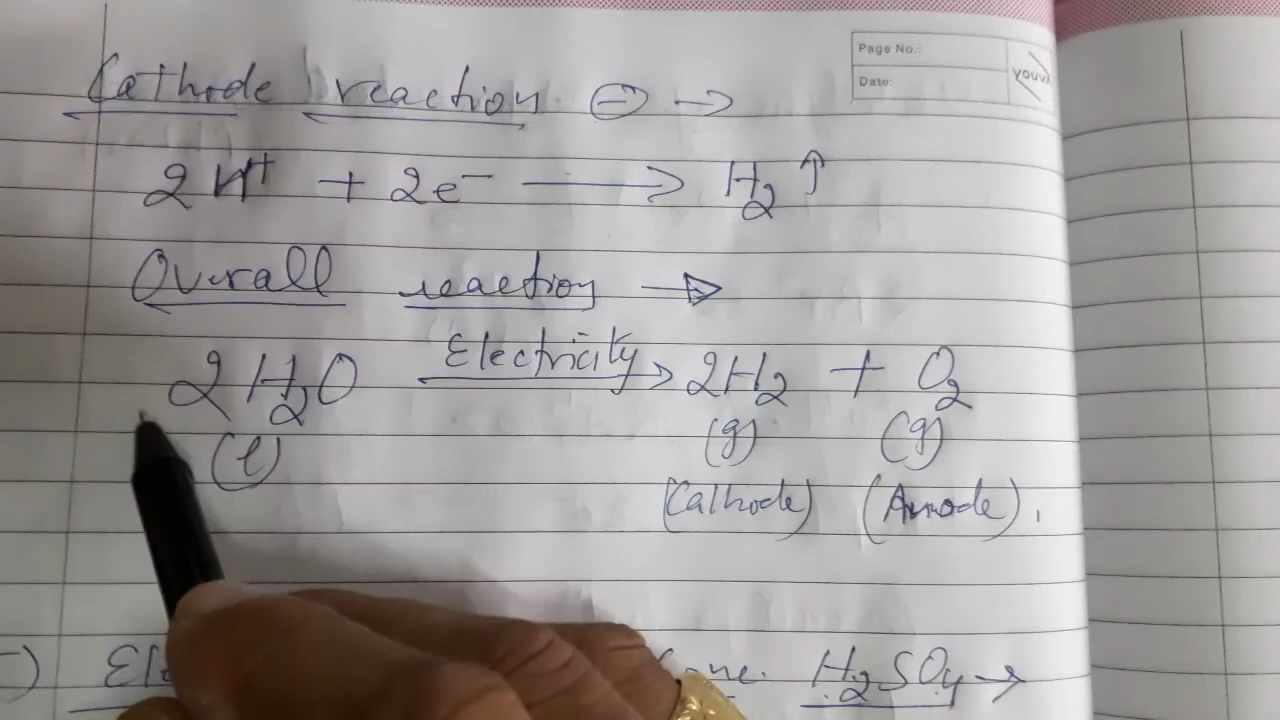 Page No.:
Date:
YOUVA
Cathode reaction ⊖ →
2H⁺ + 2e⁻ ⟶ H₂↑
Overall reaction →
2H₂O Electricity → 2H₂ + O₂
(l) (g) (g)
(Cathode) (Anode).
H₂SO₄ →